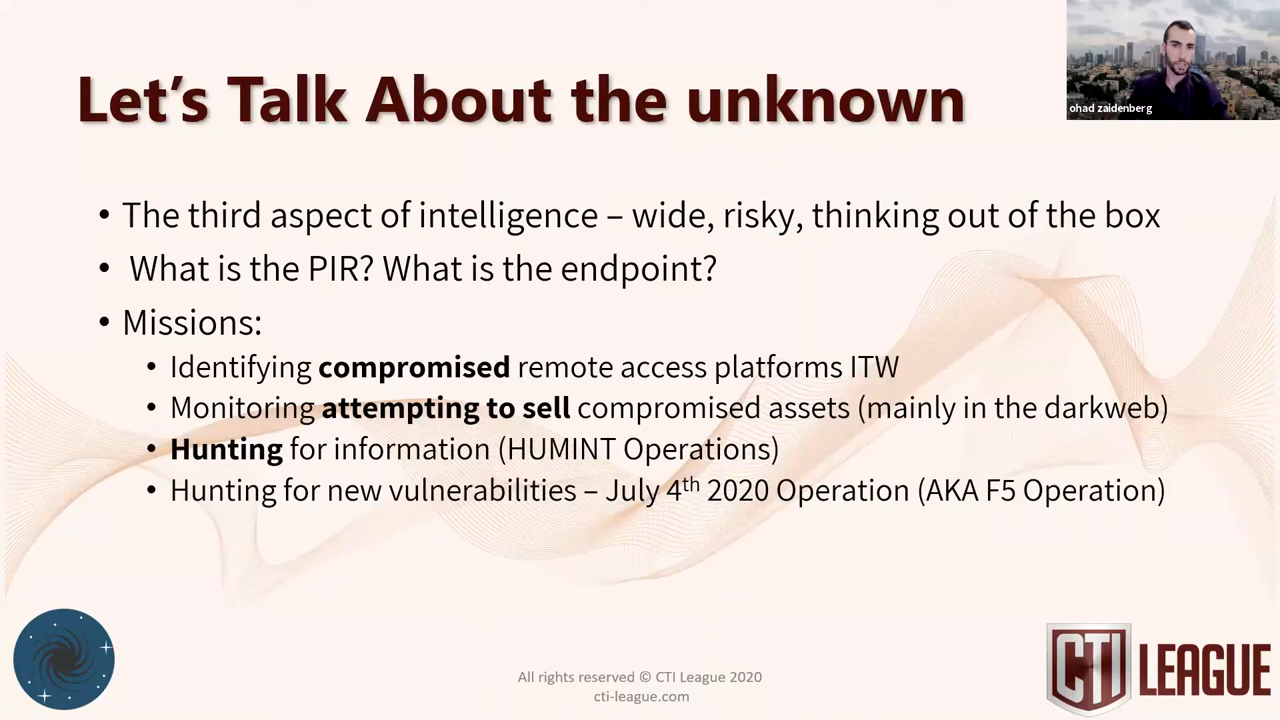 Let's Talk About the unknown
ohad zaidenberg
• The third aspect of intelligence – wide, risky, thinking out of the box
• What is the PIR? What is the endpoint?
• Missions:
• Identifying compromised remote access platforms ITW
• Monitoring attempting to sell compromised assets (mainly in the darkweb)
• Hunting for information (HUMINT Operations)
• Hunting for new vulnerabilities – July 4th 2020 Operation (AKA F5 Operation)
All rights reserved © CTI League 2020
cti-league.com
CTI LEAGUE